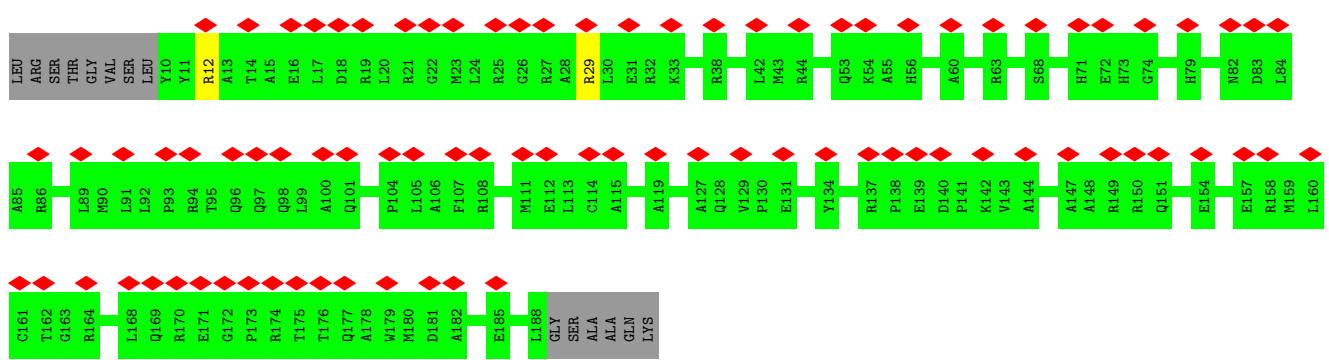 LEU ARG SER THR GLY VAL SER LEU Y10 Y11 R12 A13 T14 A15 E16 L17 D18 R19 L20 R21 G22 M23 L24 R25 G26 R27 A28 R29 L30 E31 R32 K33 R38 L42 M43 R44 Q53 K54 A55 H56 A60 R63 S68 H71 E72 H73 G74 H79 N82 D83 L84
A85 R86 L89 M90 L91 L92 P93 R94 T95 Q96 Q97 Q98 L99 A100 Q101 P104 L105 A106 F107 R108 M111 E112 L113 C114 A115 A119 A127 Q128 V129 P130 E131 Y134 R137 P138 E139 D140 P141 K142 V143 A144 A147 A148 R149 R150 Q151 E154 E157 R158 M159 L160
C161 T162 G163 R164 L168 Q169 R170 E171 G172 P173 R174 T175 T176 Q177 A178 W179 M180 D181 A182 E185 L188 GLY SER ALA ALA GLN LYS